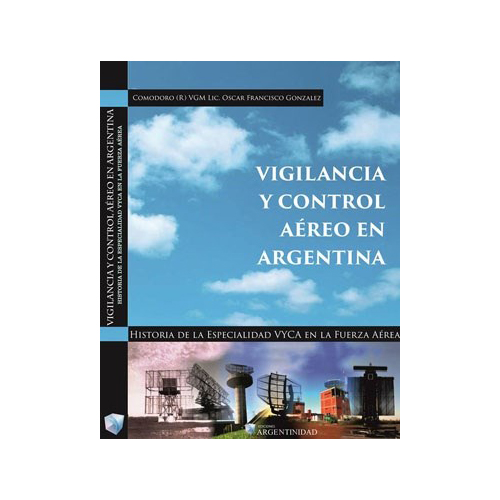 Comodoro (R) VGM Lic. Oscar Francisco Gonzalez
VIGILANCIA
Y CONTROL
AÉREO EN
ARGENTINA
Historia de la Especialidad VYCA en la Fuerza Aérea
EDICIONES
ARGENTINIDAD
VIGILANCIA Y CONTROL AÉREO EN ARGENTINA
HISTORIA DE LA ESPECIALIDAD VYCA EN LA FUERZA AÉREA